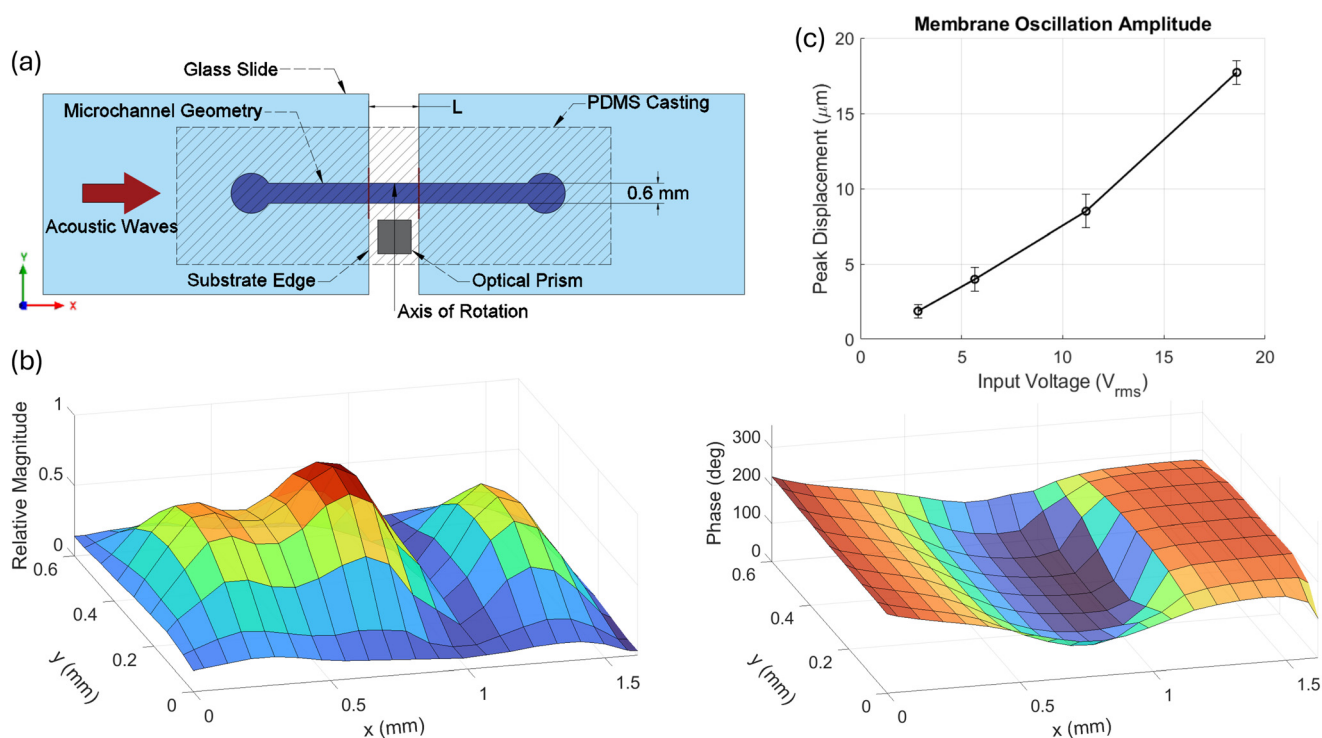 (a)
Glass Slide
Microchannel Geometry
L
PDMS Casting
0.6 mm
Acoustic Waves
Substrate Edge
Optical Prism
Axis of Rotation
Y
X
(c)
Membrane Oscillation Amplitude
Peak Displacement (μm)
20
15
10
5
0
0 5 10 15 20
Input Voltage (Vrms)
(b)
Relative Magnitude
1
0.5
0
0.6
0.4
0.2
0
y (mm)
0 0.5 1 1.5
x (mm)
Phase (deg)
300
200
100
0
0.6
0.4
0.2
0
y (mm)
0 0.5 1 1.5
x (mm)